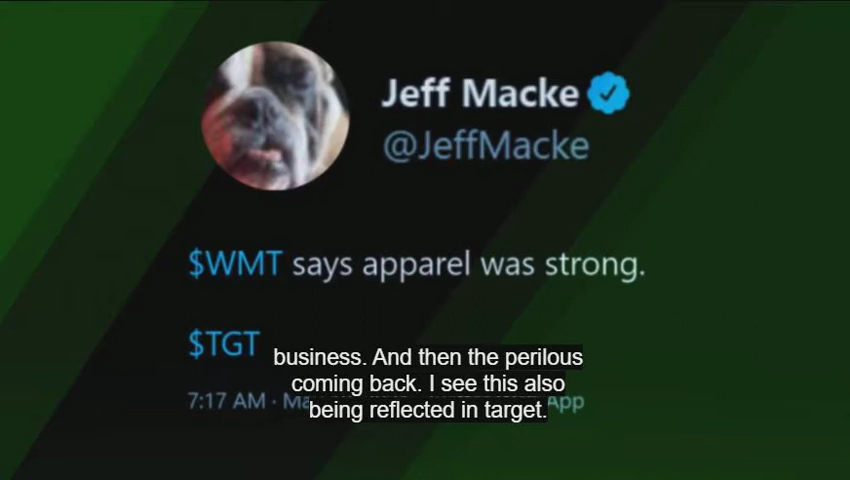 Jeff Macke
@JeffMacke
$WMT says apparel was strong.
$TGT
business. And then the perilous
coming back. I see this also
7:17 AM
App
being reflected in target.